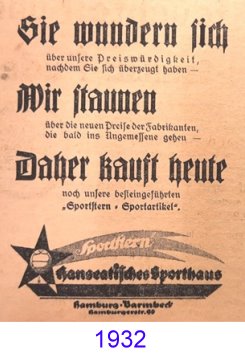 Sie wundern sich
über unsere Preiswürdigkeit,
nachdem Sie sich überzeugt haben —
Wir staunen
über die neuen Preise der Fabrikanten,
die bald ins Ungemessene gehen —
Daher kauft heute
noch unsere besteingeführten
„Sportstern - Sportartikel“.
Sportstern
Hanseatisches Sporthaus
Hamburg-Barmbeck
Hamburgerstr. 99
1932